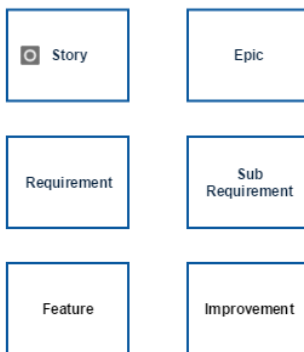 Story
Epic
Requirement
Sub
Requirement
Feature
Improvement